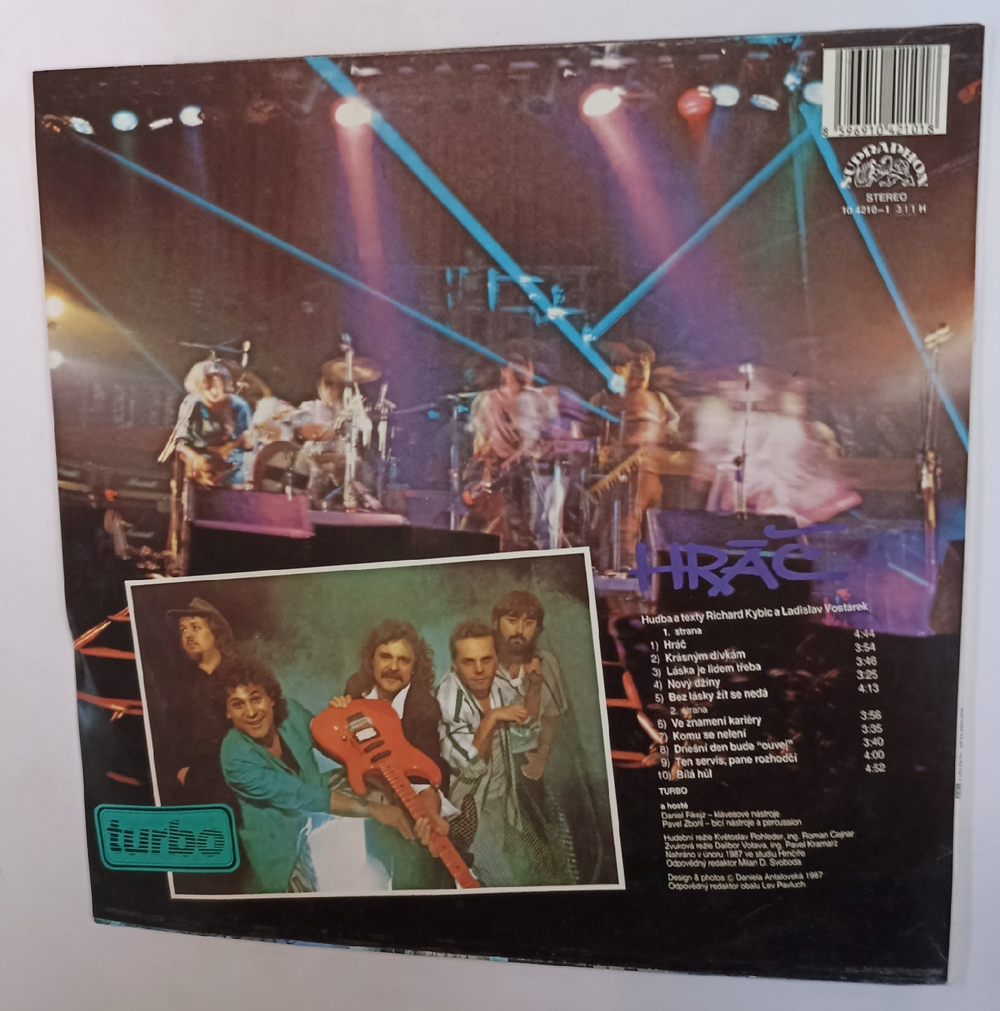 8 596910 421018
SUPRAPHON
STEREO
10 4210-1 311 H
HRÁČ
Hudba a texty Richard Kybic a Ladislav Vostárek
1. strana
1) Hráč 4:44
2) Krásným dívkám 3:54
3) Láska je lidem třeba 3:46
4) Nový džíny 3:25
5) Bez lásky žít se nedá 4:13
2. strana
6) Ve znamení kariéry 3:56
7) Komu se nelení 3:35
8) Dnešní den bude "ouvej" 3:40
9) Ten servis, pane rozhodčí 4:00
10) Bílá hůl 4:52
TURBO
a hosté
Daniel Fikejz – klávesové nástroje
Pavel Zbořil – bicí nástroje a percussion
Hudební režie Květoslav Rohleder, ing. Roman Cejnar
Zvuková režie Dalibor Votava, ing. Pavel Kramarz
Nahráno v únoru 1987 ve studiu Hrnčíře
Odpovědný redaktor Milan D. Svoboda
Design & photos © Daniela Antalovská 1987
Odpovědný redaktor obalu Lev Pavluch
turbo